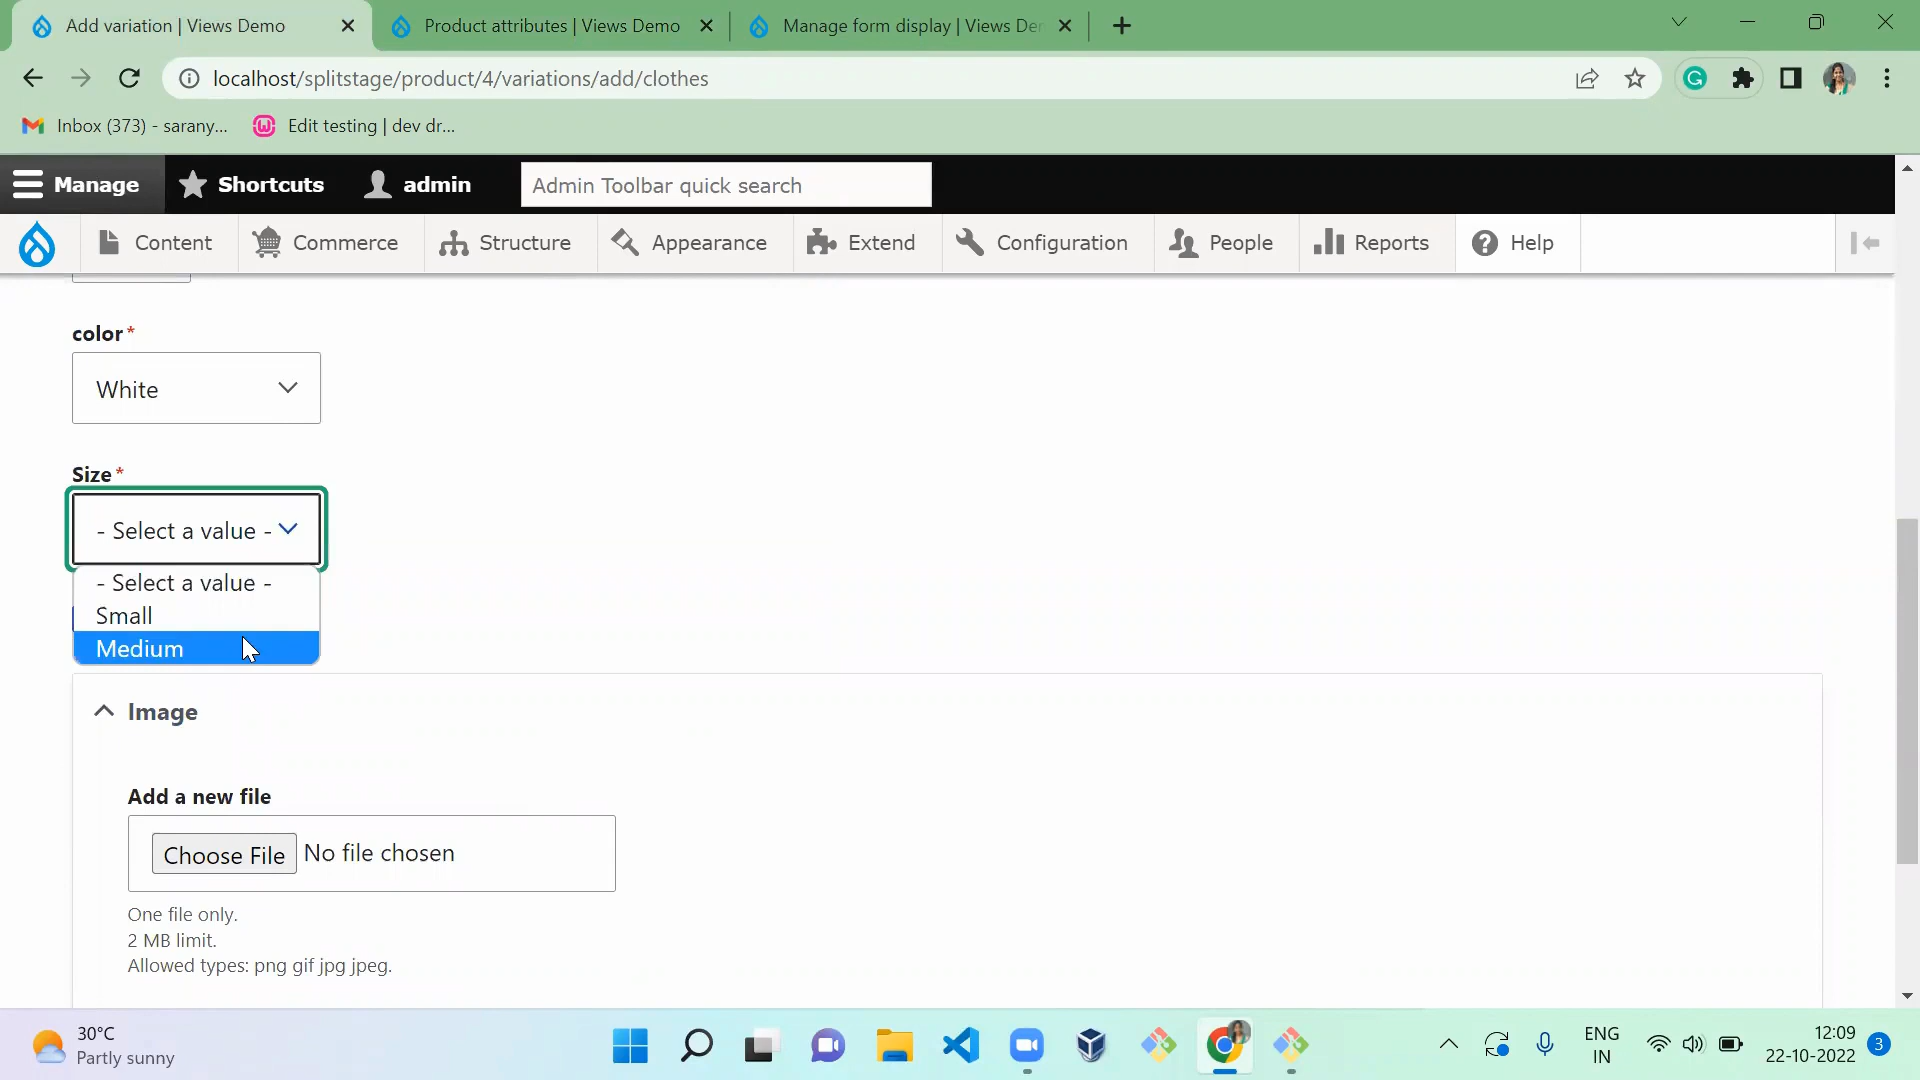 Add variation | Views Demo
Product attributes | Views Demo
Manage form display | Views De
localhost/splitstage/product/4/variations/add/clothes
Inbox (373) - sarany...
Edit testing | dev dr...
Manage
Shortcuts
admin
Admin Toolbar quick search
Content
Commerce
Structure
Appearance
Extend
Configuration
People
Reports
Help
color*
White
Size*
- Select a value -
- Select a value -
Small
Medium
Image
Add a new file
Choose File No file chosen
One file only.
2 MB limit.
Allowed types: png gif jpg jpeg.
30°C
Partly sunny
ENG
IN
12:09
22-10-2022
3